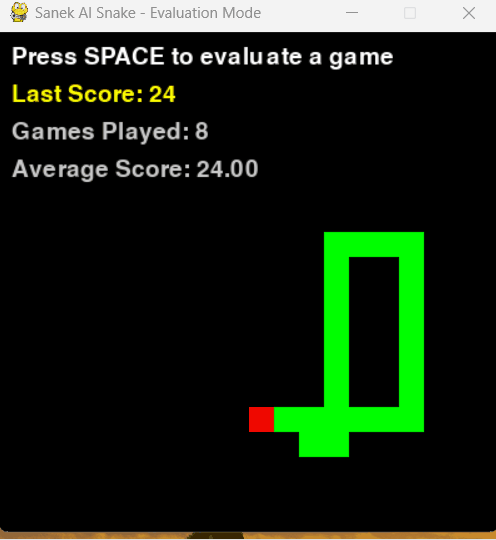 Sanek AI Snake - Evaluation Mode
Press SPACE to evaluate a game
Last Score: 24
Games Played: 8
Average Score: 24.00